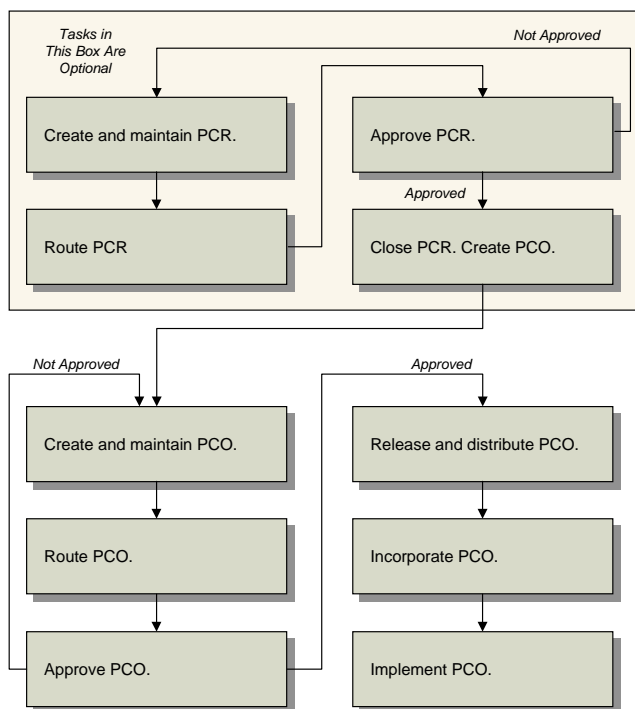 Tasks in
This Box Are
Optional
Not Approved
Create and maintain PCR.
Approve PCR.
Approved
Route PCR
Close PCR. Create PCO.
Not Approved
Approved
Create and maintain PCO.
Release and distribute PCO.
Route PCO.
Incorporate PCO.
Approve PCO.
Implement PCO.